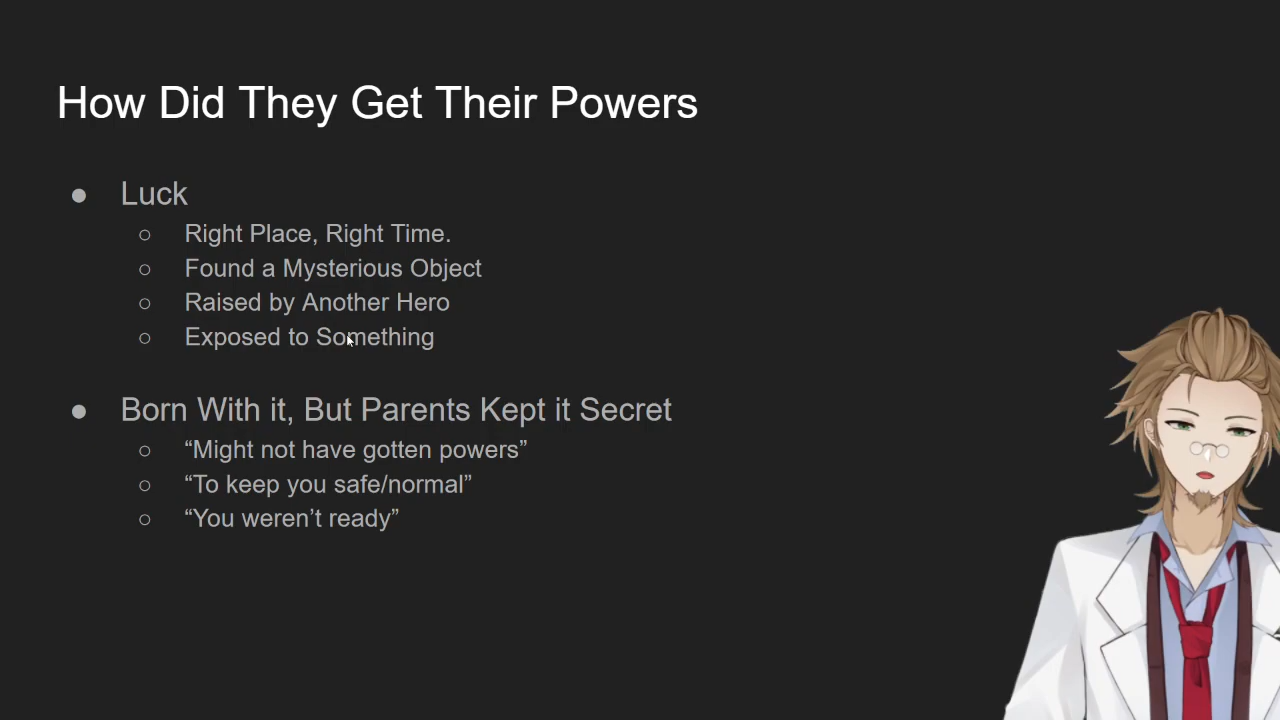 How Did They Get Their Powers
● Luck
○ Right Place, Right Time.
○ Found a Mysterious Object
○ Raised by Another Hero
○ Exposed to Something
● Born With it, But Parents Kept it Secret
○ “Might not have gotten powers”
○ “To keep you safe/normal”
○ “You weren’t ready”